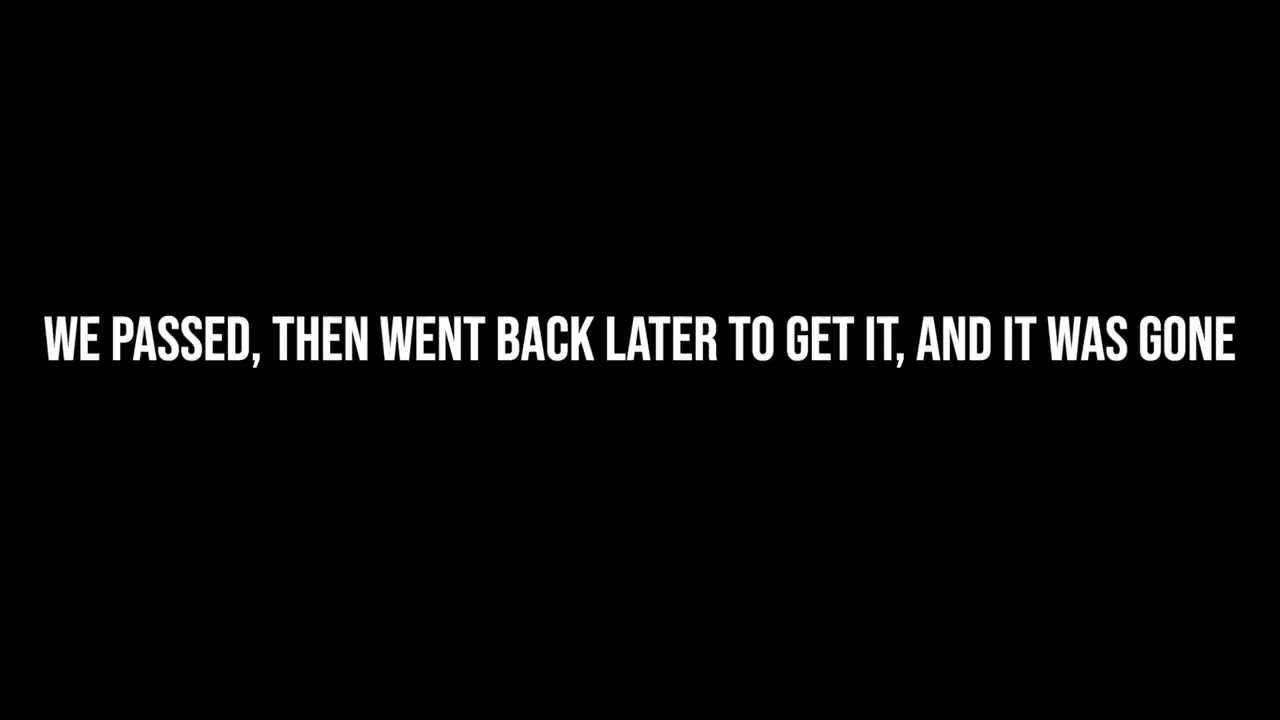 WE PASSED, THEN WENT BACK LATER TO GET IT, AND IT WAS GONE